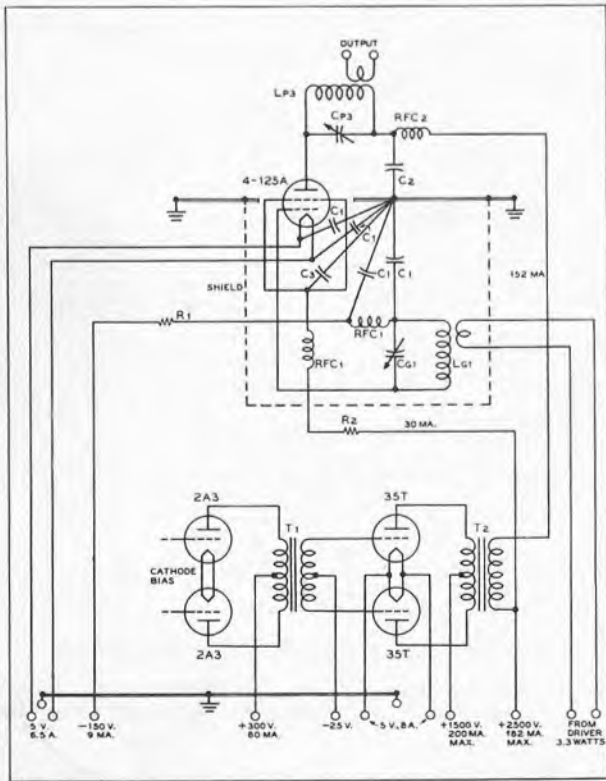 OUTPUT
LP3
CP3
RFC2
4-125A
C2
C1
C1
C3
C1
C1
SHIELD
152 MA
R1
RFC1
RFC1
CG1
LG1
R2
30 MA.
2A3
35T
T1
T2
CATHODE
BIAS
2A3
35T
5 V.
6.5 A.
-150 V.
9 MA.
+300 V.
80 MA.
-25 V.
5 V., 8 A.
+1500 V.
200 MA.
MAX.
+2500 V.
182 MA.
MAX.
FROM
DRIVER
3.3 WATTS